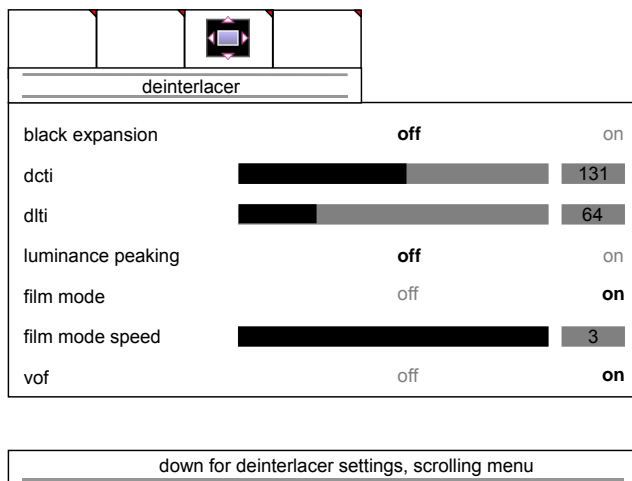 deinterlacer
black expansion off on
dcti 131
dlti 64
luminance peaking off on
film mode off on
film mode speed 3
vof off on
down for deinterlacer settings, scrolling menu